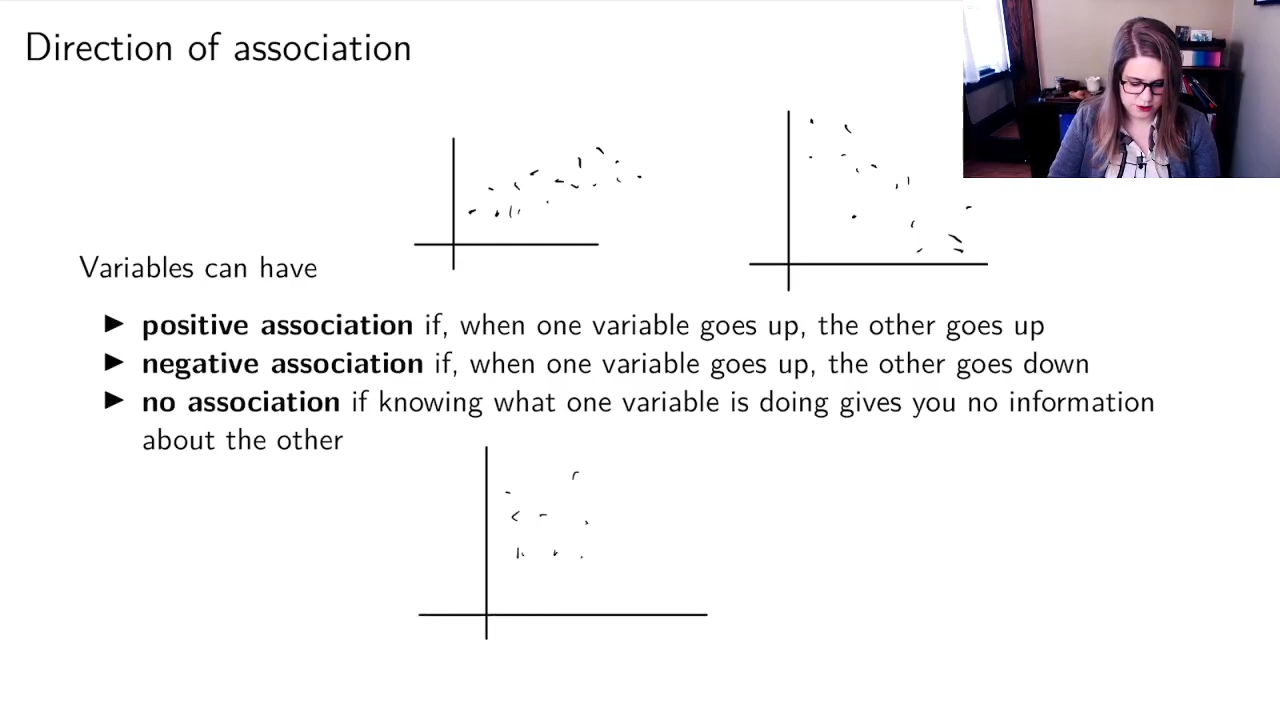 Direction of association
Variables can have
▶ positive association if, when one variable goes up, the other goes up
▶ negative association if, when one variable goes up, the other goes down
▶ no association if knowing what one variable is doing gives you no information
about the other